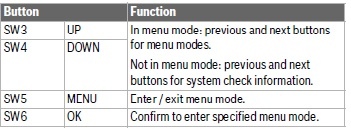 Button Function
SW3 UP In menu mode: previous and next buttons
SW4 DOWN for menu modes.
Not in menu mode: previous and next
buttons for system check information.
SW5 MENU Enter / exit menu mode.
SW6 OK Confirm to enter specified menu mode.